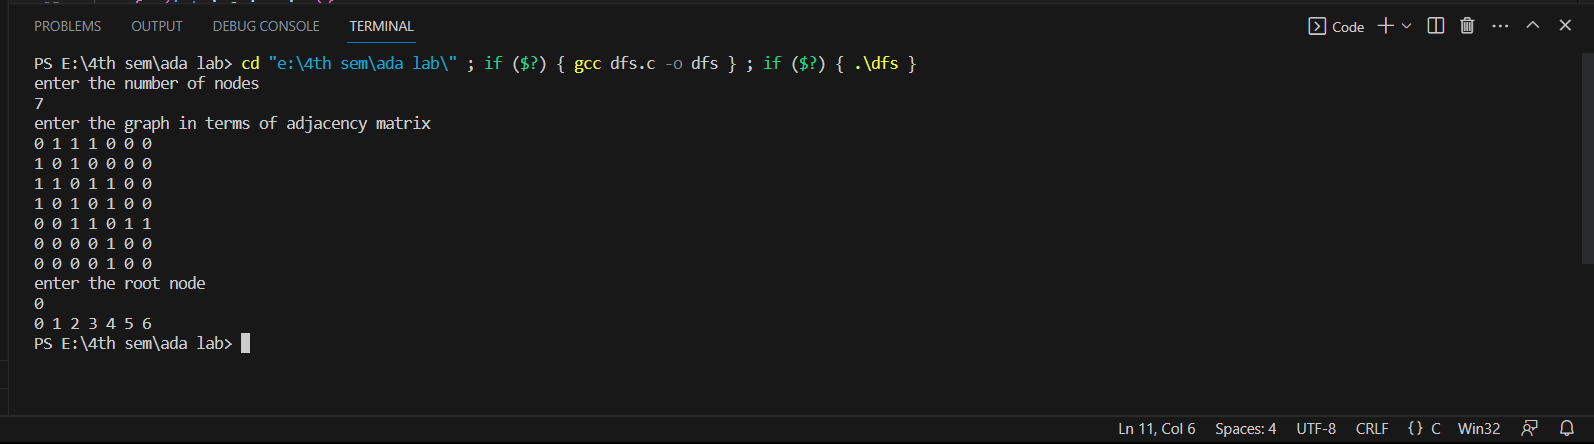 PROBLEMS OUTPUT DEBUG CONSOLE TERMINAL Code
PS E:\4th sem\ada lab> cd "e:\4th sem\ada lab\" ; if ($?) { gcc dfs.c -o dfs } ; if ($?) { .\dfs }
enter the number of nodes
7
enter the graph in terms of adjacency matrix
0 1 1 1 0 0 0
1 0 1 0 0 0 0
1 1 0 1 1 0 0
1 0 1 0 1 0 0
0 0 1 1 0 1 1
0 0 0 0 1 0 0
0 0 0 0 1 0 0
enter the root node
0
0 1 2 3 4 5 6
PS E:\4th sem\ada lab>
Ln 11, Col 6 Spaces: 4 UTF-8 CRLF {} C Win32